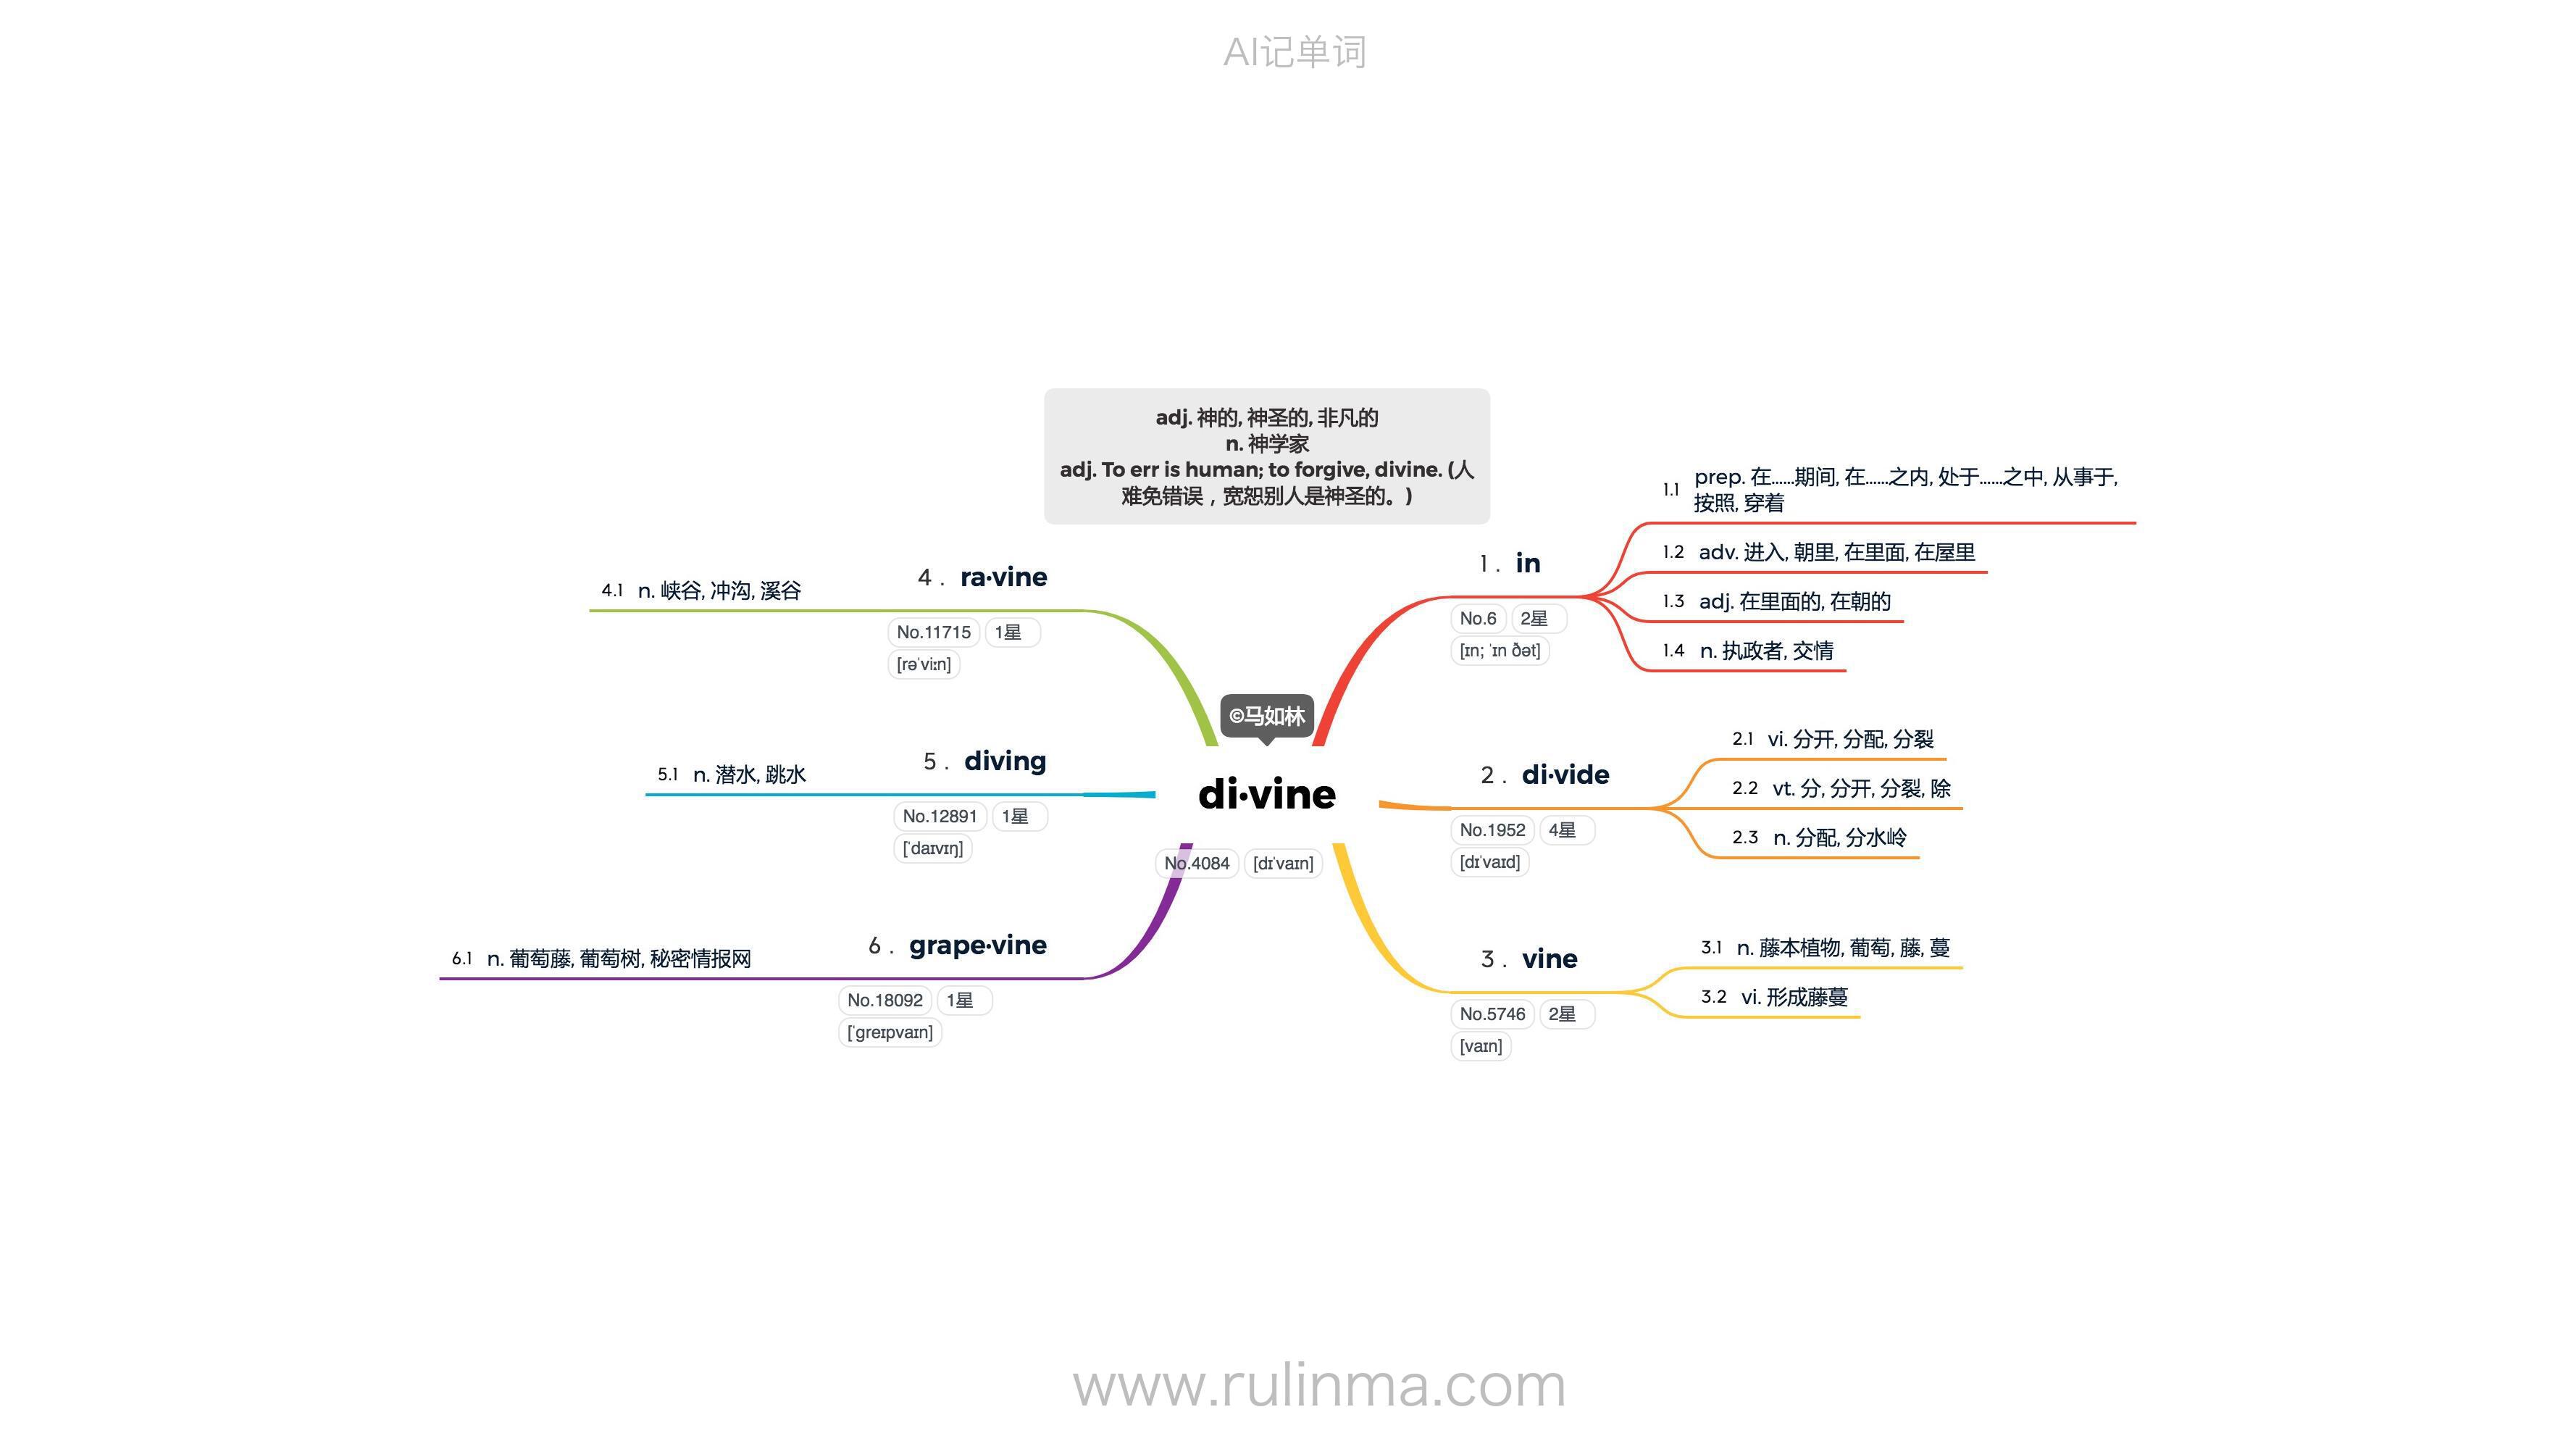 AI记单词
adj. 神的, 神圣的, 非凡的
n. 神学家
adj. To err is human; to forgive, divine. (人
难免错误，宽恕别人是神圣的。)
©马如林
di·vine
No.4084 [dɪˈvaɪn]
1 . in
No.6 2星
[ɪn; ˈɪn ðət]
1.1 prep. 在……期间, 在……之内, 处于……之中, 从事于,
按照, 穿着
1.2 adv. 进入, 朝里, 在里面, 在屋里
1.3 adj. 在里面的, 在朝的
1.4 n. 执政者, 交情
2 . di·vide
No.1952 4星
[dɪˈvaɪd]
2.1 vi. 分开, 分配, 分裂
2.2 vt. 分, 分开, 分裂, 除
2.3 n. 分配, 分水岭
3 . vine
No.5746 2星
[vaɪn]
3.1 n. 藤本植物, 葡萄, 藤, 蔓
3.2 vi. 形成藤蔓
4 . ra·vine
No.11715 1星
[rəˈviːn]
4.1 n. 峡谷, 冲沟, 溪谷
5 . diving
No.12891 1星
[ˈdaɪvɪŋ]
5.1 n. 潜水, 跳水
6 . grape·vine
No.18092 1星
[ˈɡreɪpvaɪn]
6.1 n. 葡萄藤, 葡萄树, 秘密情报网
www.rulinma.com